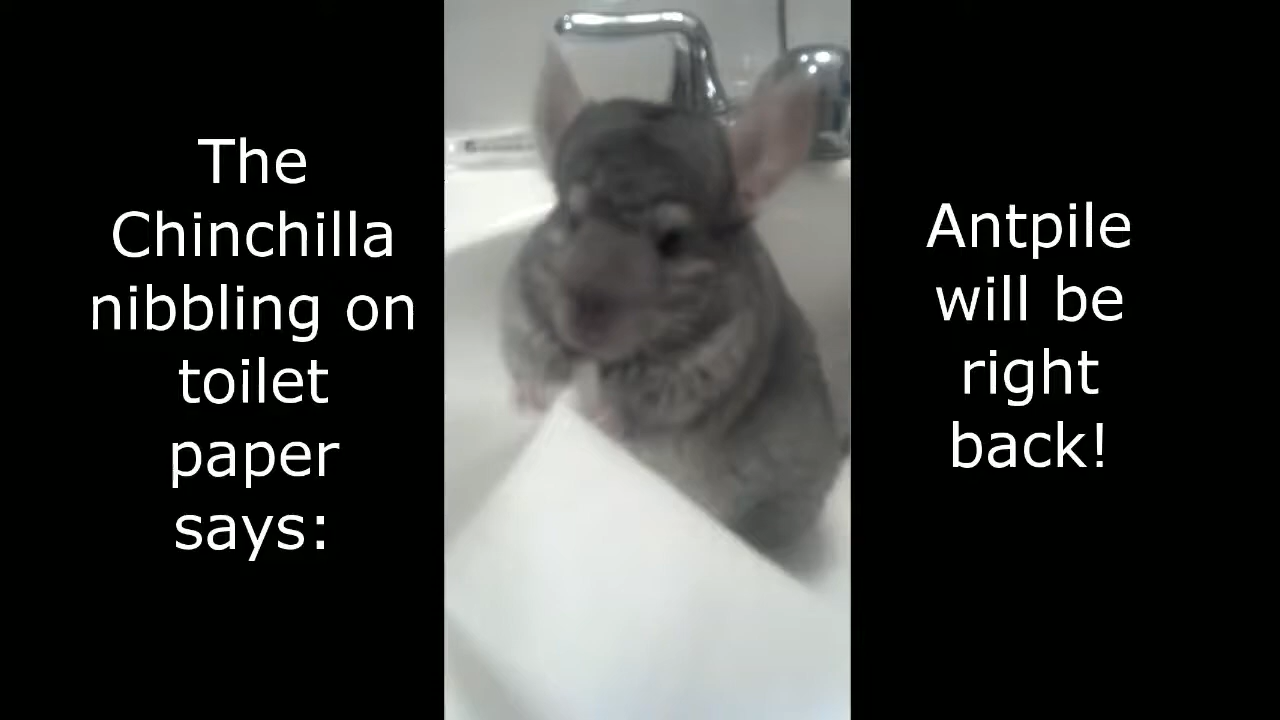 The
Chinchilla
nibbling on
toilet
paper
says:
Antpile
will be
right
back!